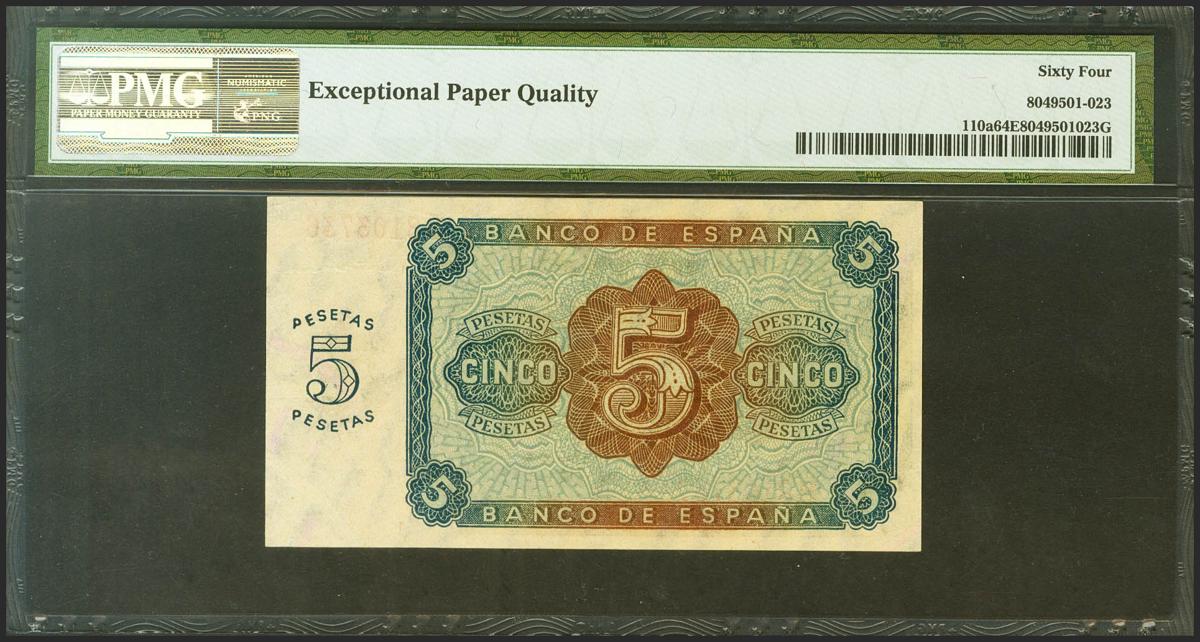 PMG
PAPER MONEY GUARANTY
NUMISMATIC
PNG
Exceptional Paper Quality
Sixty Four
8049501-023
110a64E8049501023G
BANCO DE ESPAÑA
5
5
PESETAS
5
PESETAS
PESETAS
CINCO
PESETAS
5
PESETAS
CINCO
PESETAS
5
5
BANCO DE ESPAÑA